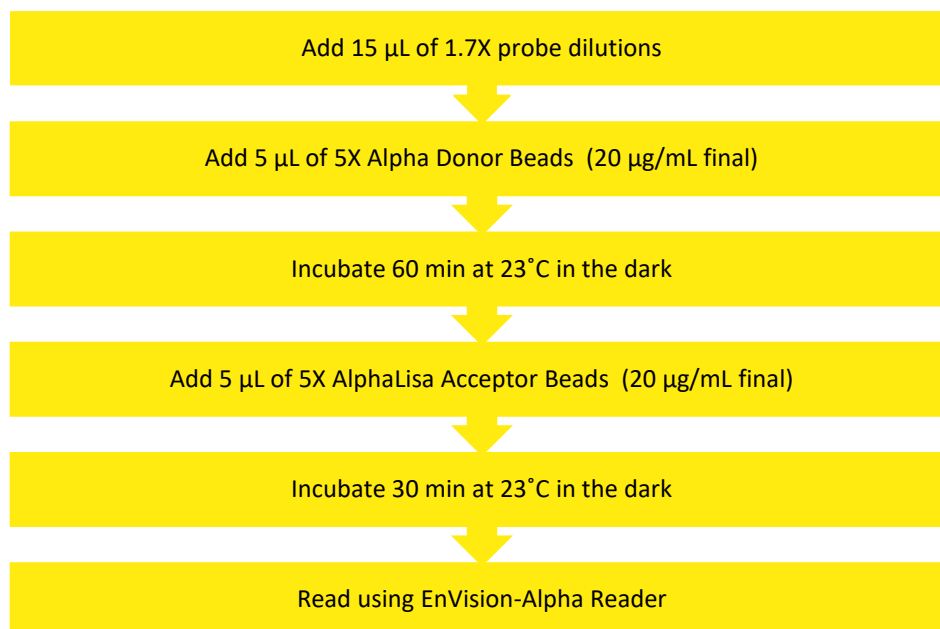 Add 15 µL of 1.7X probe dilutions
Add 5 µL of 5X Alpha Donor Beads  (20 µg/mL final)
Incubate 60 min at 23˚C in the dark
Add 5 µL of 5X AlphaLisa Acceptor Beads  (20 µg/mL final)
Incubate 30 min at 23˚C in the dark
Read using EnVision-Alpha Reader